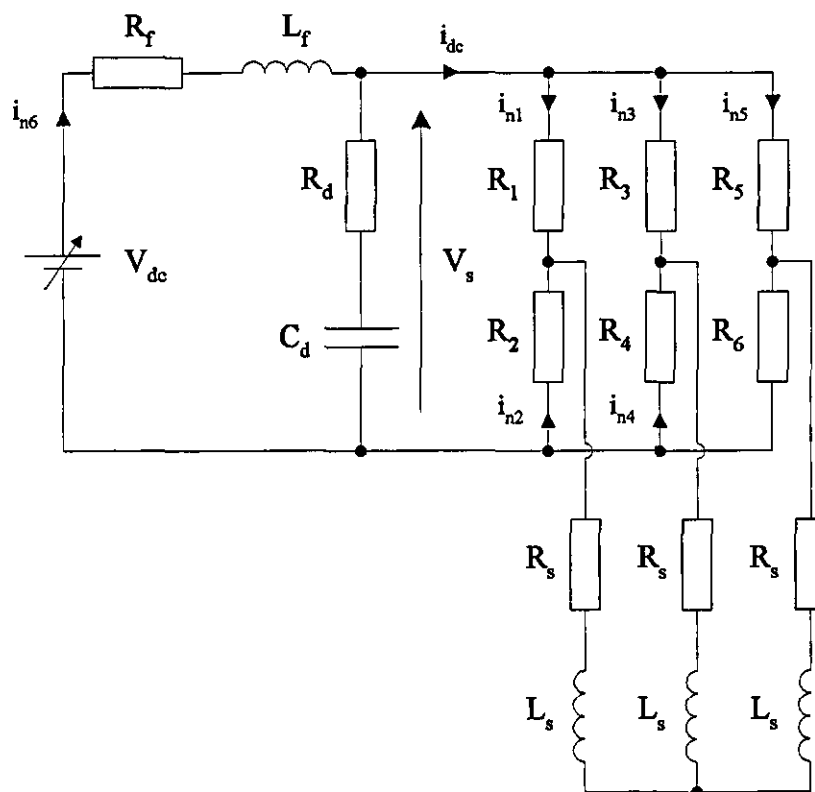 R_f L_f i_dc
i_n6 i_n1 i_n3 i_n5
R_d R_1 R_3 R_5
V_dc V_s
C_d R_2 R_4 R_6
i_n2 i_n4
R_s R_s R_s
L_s L_s L_s